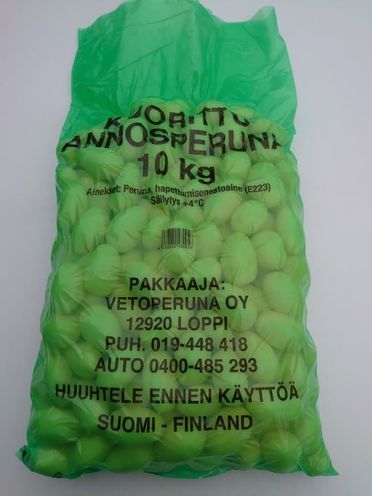 KUORITTU
ANNOSPERUNA
10 kg
Ainekset: Peruna, hapettumisenestoaine (E223)
Säilytys +4°C
PAKKAAJA:
VETOPERUNA OY
12920 LOPPI
PUH. 019-448 418
AUTO 0400-485 293
HUUHTELE ENNEN KÄYTTÖÄ
SUOMI - FINLAND